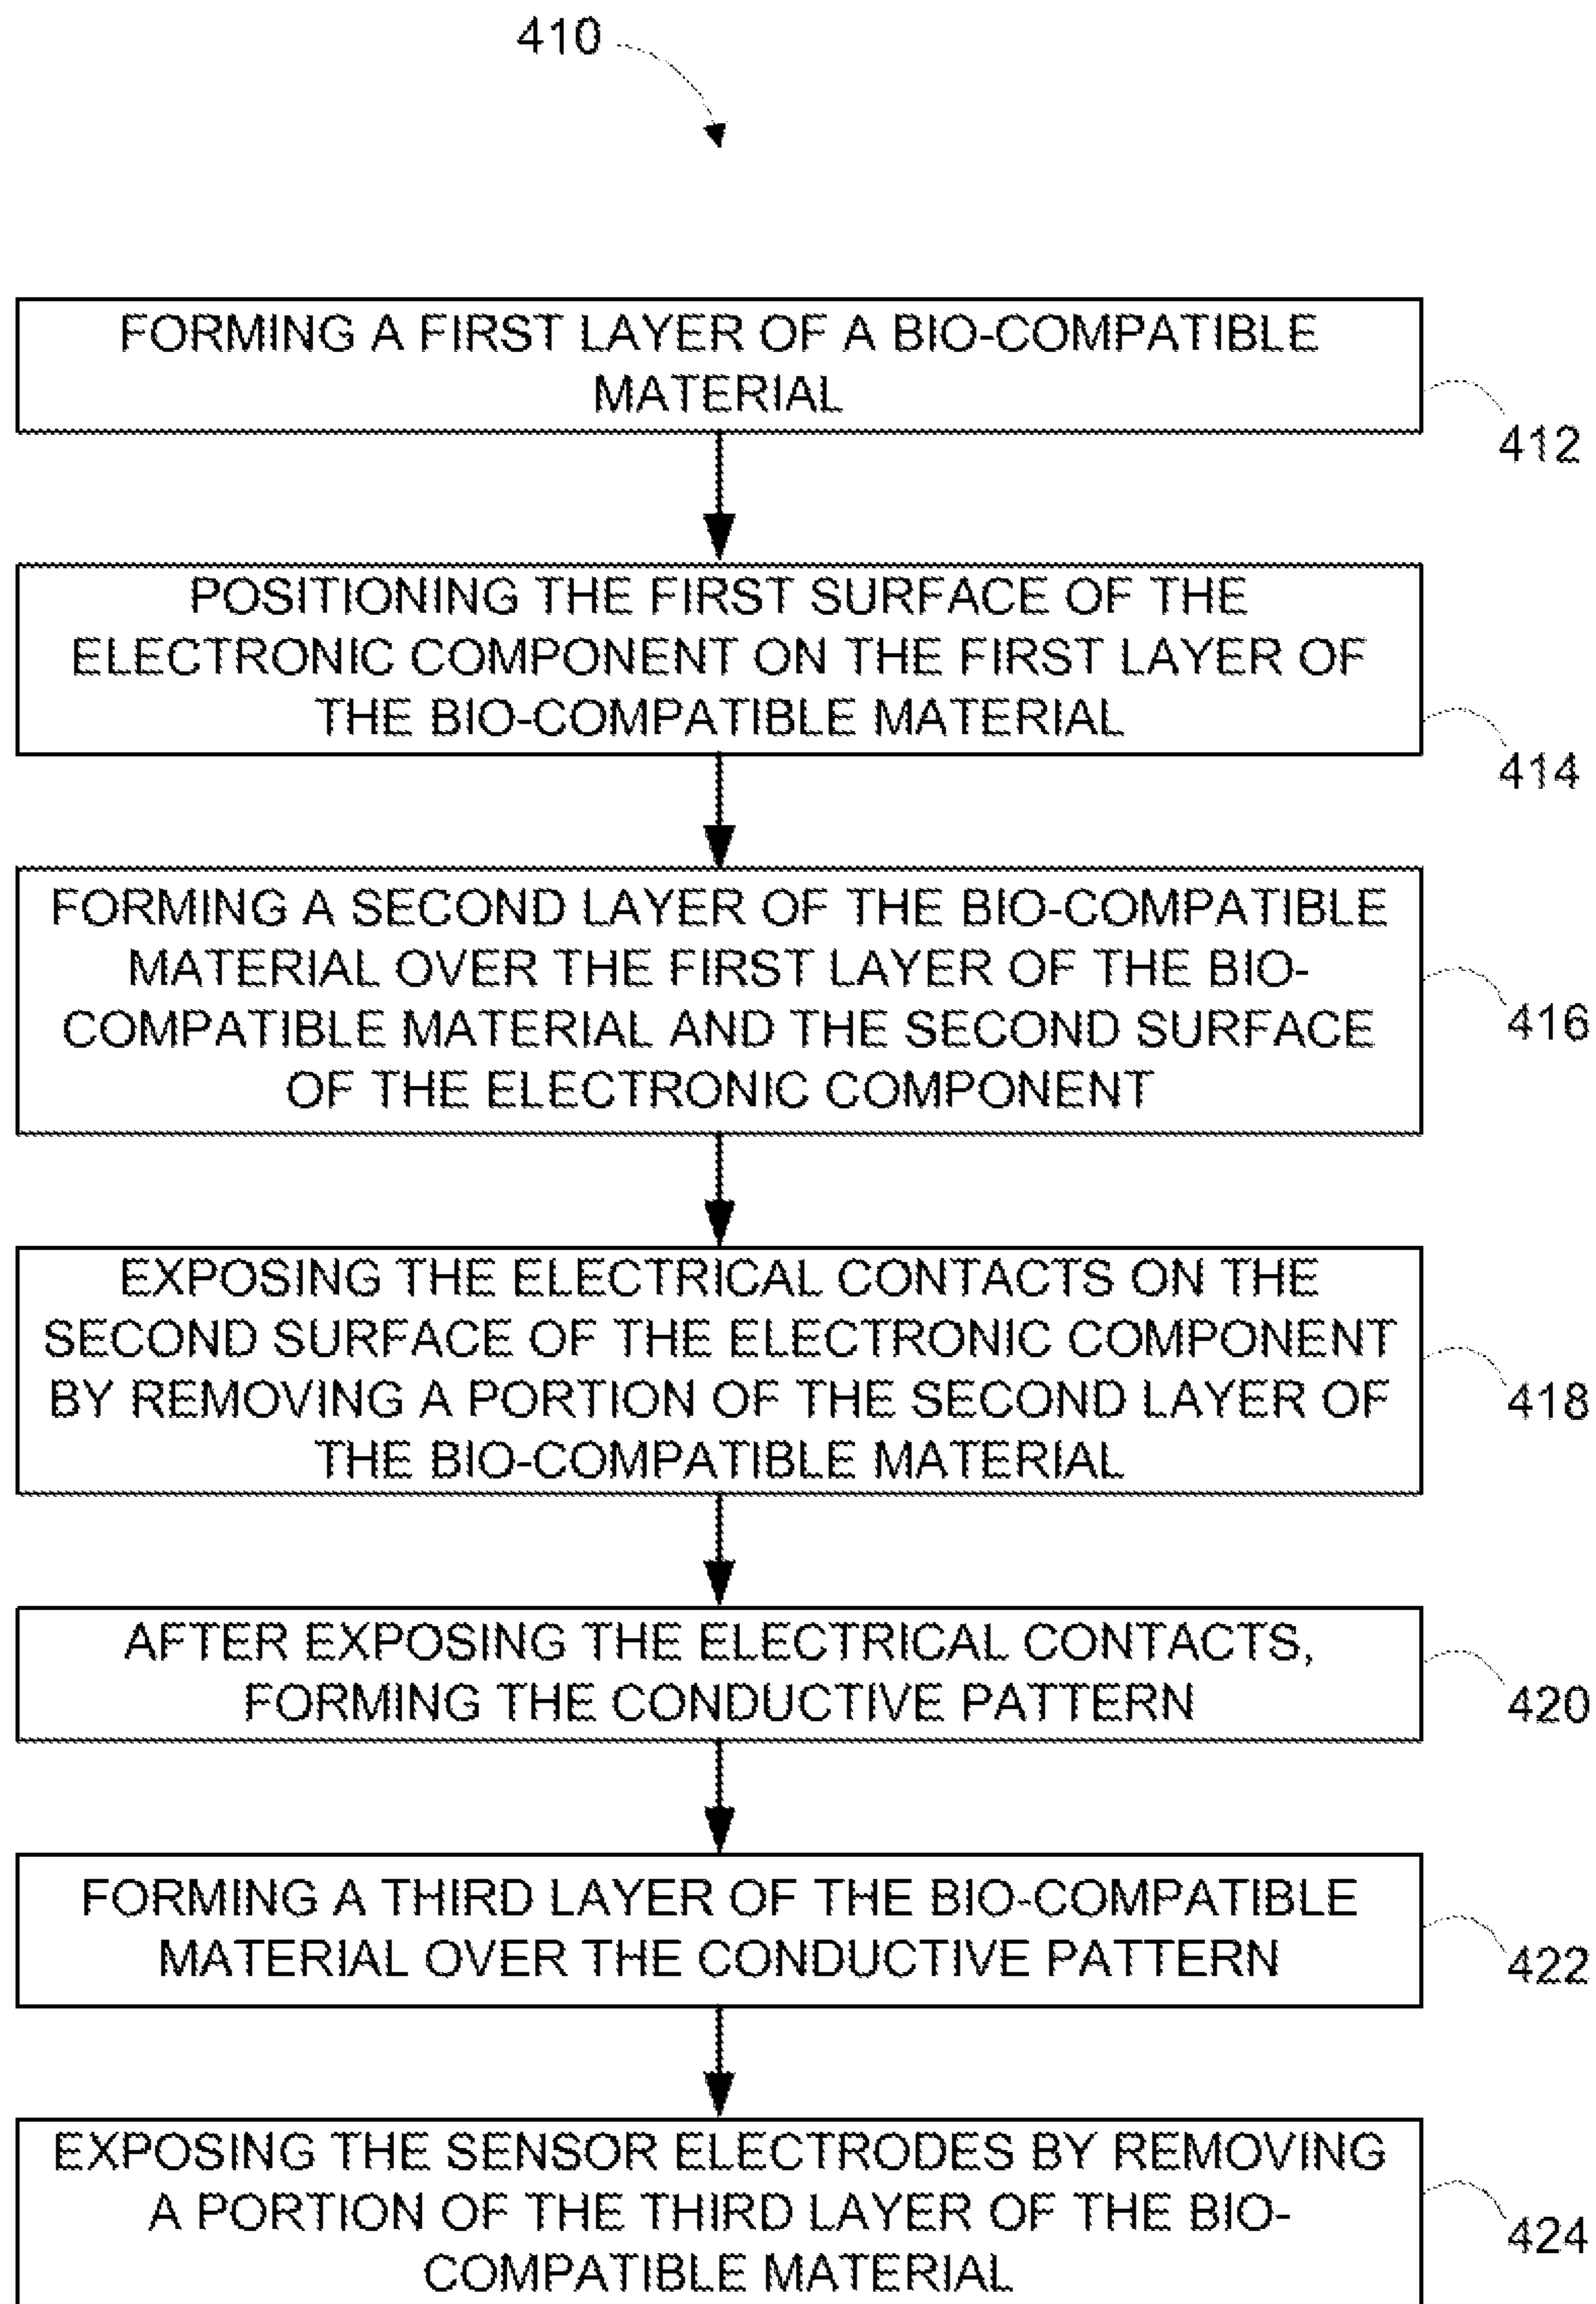 410
FORMING A FIRST LAYER OF A BIO-COMPATIBLE
MATERIAL
412
POSITIONING THE FIRST SURFACE OF THE
ELECTRONIC COMPONENT ON THE FIRST LAYER OF
THE BIO-COMPATIBLE MATERIAL
414
FORMING A SECOND LAYER OF THE BIO-COMPATIBLE
MATERIAL OVER THE FIRST LAYER OF THE BIO-
COMPATIBLE MATERIAL AND THE SECOND SURFACE
OF THE ELECTRONIC COMPONENT
416
EXPOSING THE ELECTRICAL CONTACTS ON THE
SECOND SURFACE OF THE ELECTRONIC COMPONENT
BY REMOVING A PORTION OF THE SECOND LAYER OF
THE BIO-COMPATIBLE MATERIAL
418
AFTER EXPOSING THE ELECTRICAL CONTACTS,
FORMING THE CONDUCTIVE PATTERN
420
FORMING A THIRD LAYER OF THE BIO-COMPATIBLE
MATERIAL OVER THE CONDUCTIVE PATTERN
422
EXPOSING THE SENSOR ELECTRODES BY REMOVING
A PORTION OF THE THIRD LAYER OF THE BIO-
COMPATIBLE MATERIAL
424